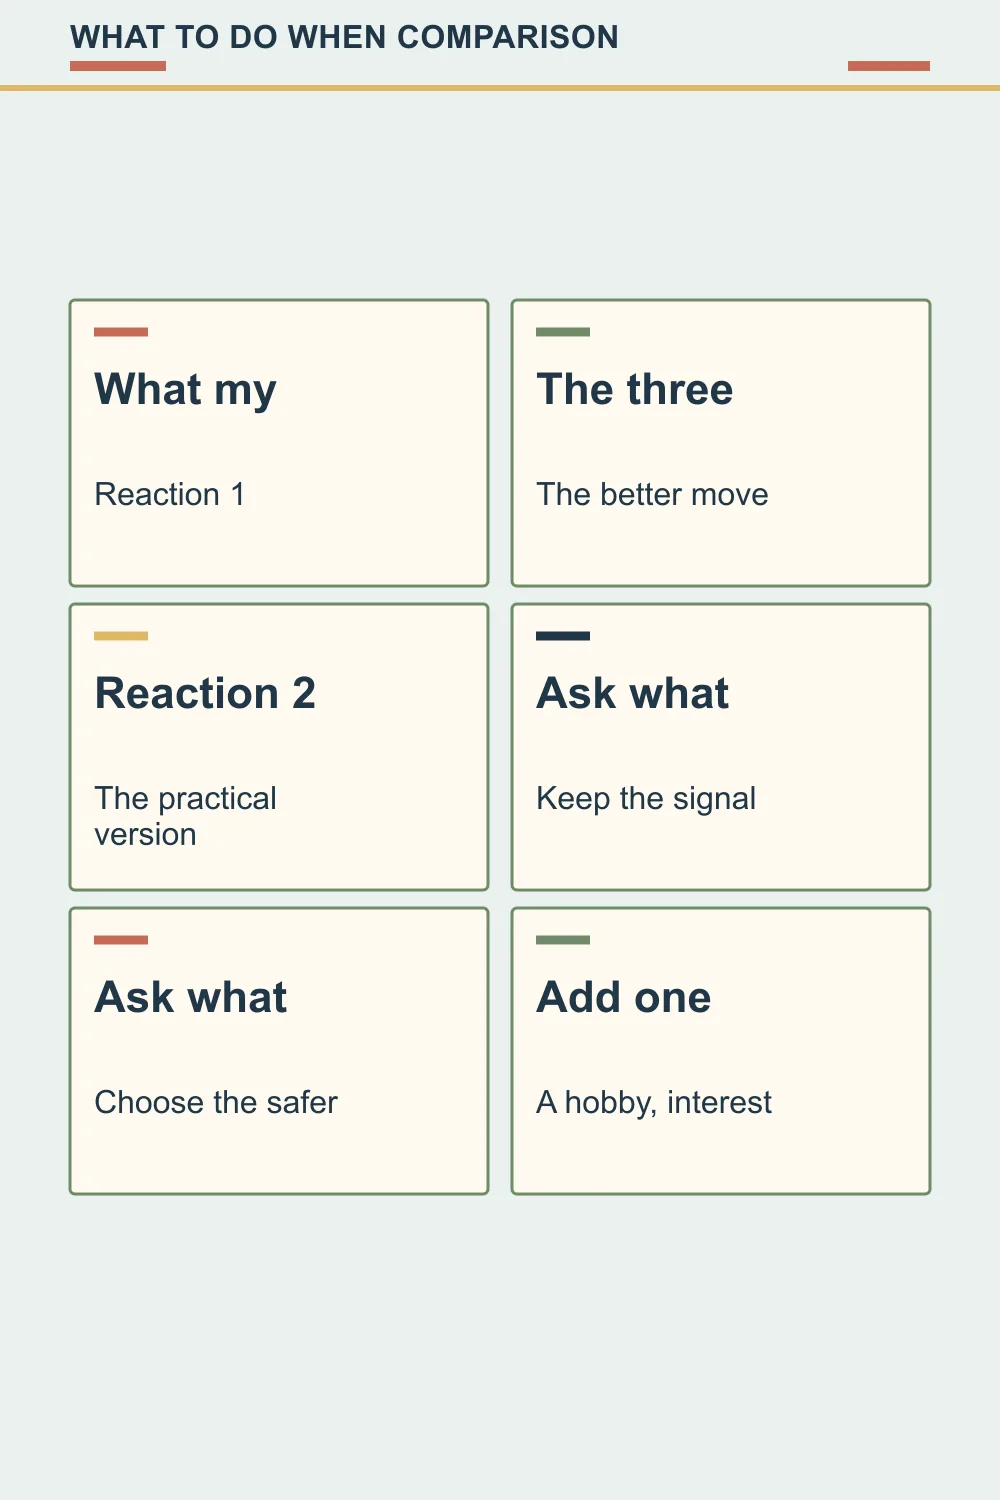 WHAT TO DO WHEN COMPARISON
What my
Reaction 1
The three
The better move
Reaction 2
The practical
version
Ask what
Keep the signal
Ask what
Choose the safer
Add one
A hobby, interest